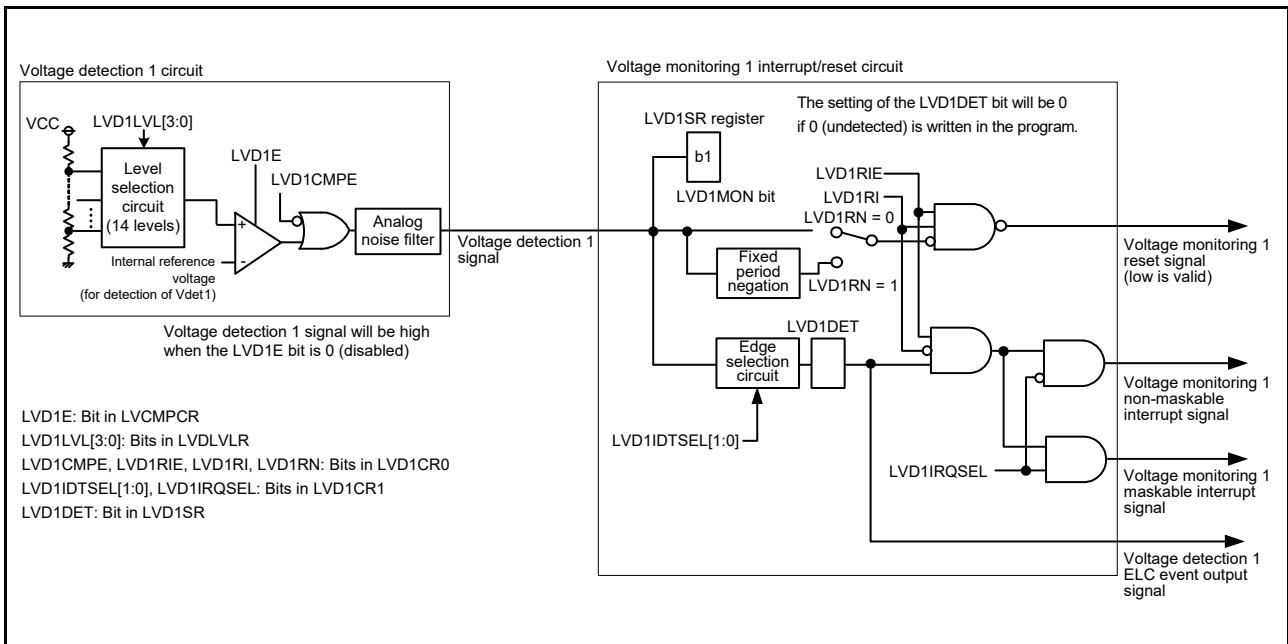 Voltage detection 1 circuit
VCC
LVD1LVL[3:0]
Level
selection
circuit
(14 levels)
LVD1E
LVD1CMPE
+
-
Internal reference
voltage
(for detection of Vdet1)
Analog
noise filter
Voltage detection 1
signal
Voltage detection 1 signal will be high
when the LVD1E bit is 0 (disabled)
Voltage monitoring 1 interrupt/reset circuit
The setting of the LVD1DET bit will be 0
if 0 (undetected) is written in the program.
LVD1SR register
b1
LVD1MON bit
LVD1RIE
LVD1RI
LVD1RN = 0
Fixed
period
negation
LVD1RN = 1
LVD1DET
Edge
selection
circuit
LVD1IDTSEL[1:0]
LVD1IRQSEL
Voltage monitoring 1
reset signal
(low is valid)
Voltage monitoring 1
non-maskable
interrupt signal
Voltage monitoring 1
maskable interrupt
signal
Voltage detection 1
ELC event output
signal
LVD1E: Bit in LVCMPCR
LVD1LVL[3:0]: Bits in LVDLVLR
LVD1CMPE, LVD1RIE, LVD1RI, LVD1RN: Bits in LVD1CR0
LVD1IDTSEL[1:0], LVD1IRQSEL: Bits in LVD1CR1
LVD1DET: Bit in LVD1SR